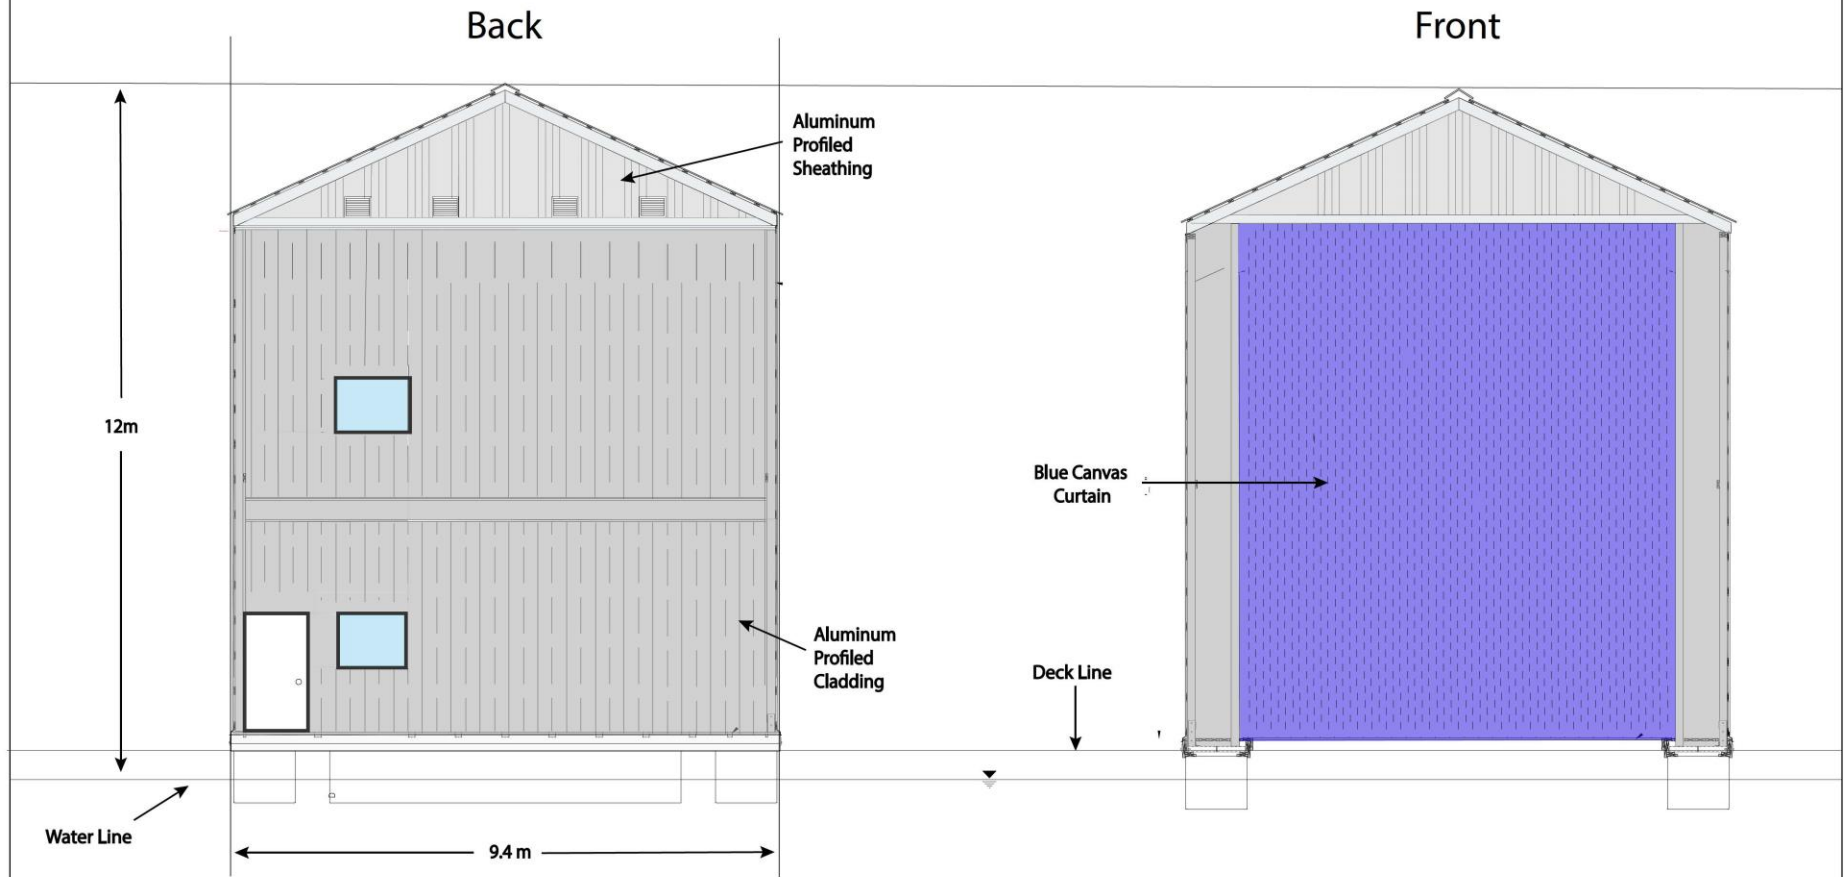 Back
Front
Aluminum
Profiled
Sheathing
12m
Blue Canvas
Curtain
Aluminum
Profiled
Cladding
Deck Line
Water Line
9.4 m